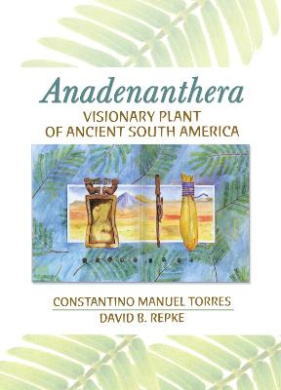 Anadenanthera
VISIONARY PLANT
OF ANCIENT SOUTH AMERICA
CONSTANTINO MANUEL TORRES
DAVID B. REPKE